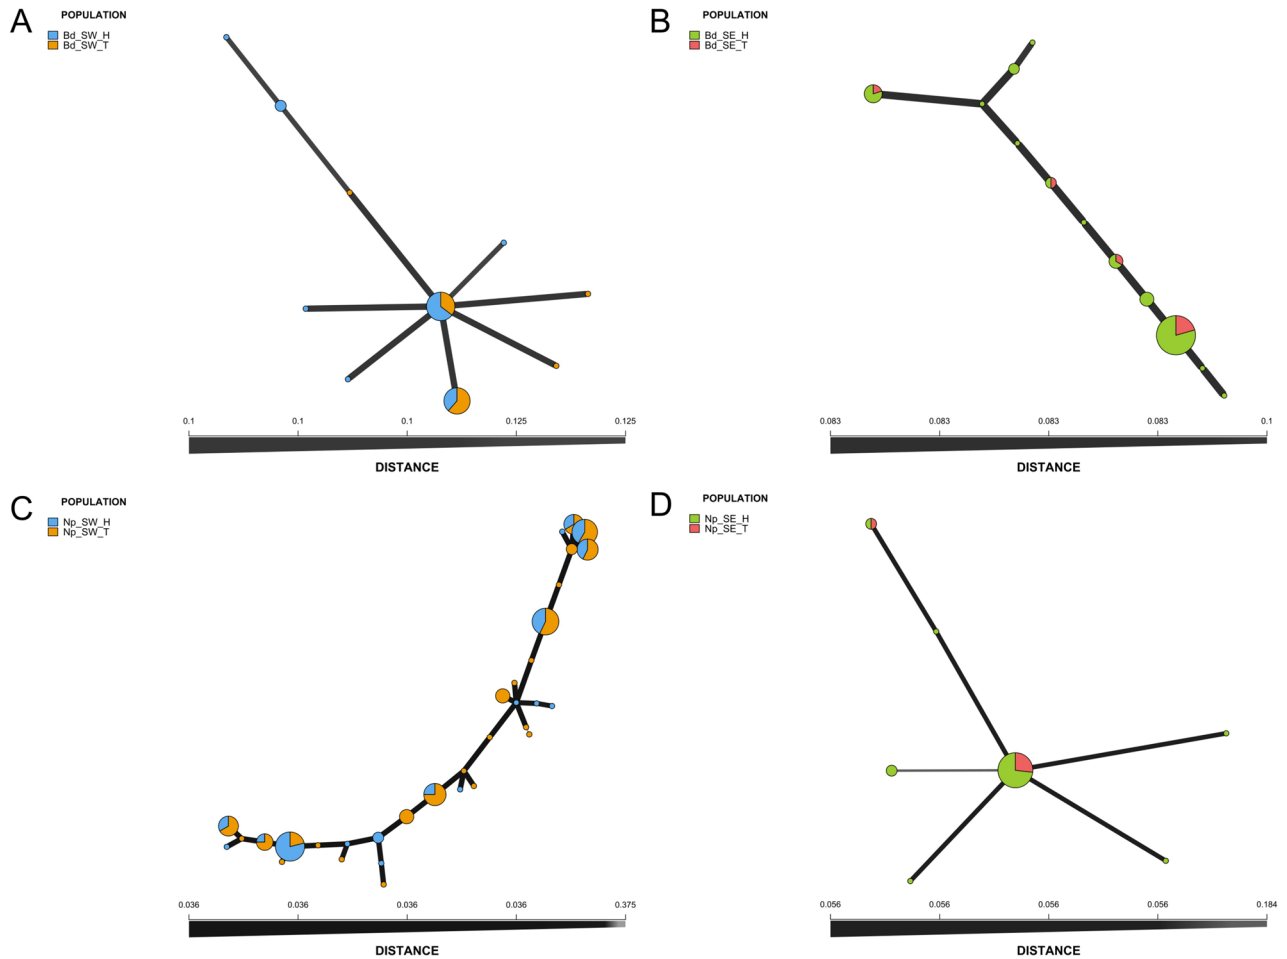 A
POPULATION
Bd_SW_H
Bd_SW_T
0.1 0.1 0.1 0.125 0.125
DISTANCE
B
POPULATION
Bd_SE_H
Bd_SE_T
0.083 0.083 0.083 0.083 0.1
DISTANCE
C
POPULATION
Np_SW_H
Np_SW_T
0.036 0.036 0.036 0.036 0.375
DISTANCE
D
POPULATION
Np_SE_H
Np_SE_T
0.056 0.056 0.056 0.056 0.184
DISTANCE